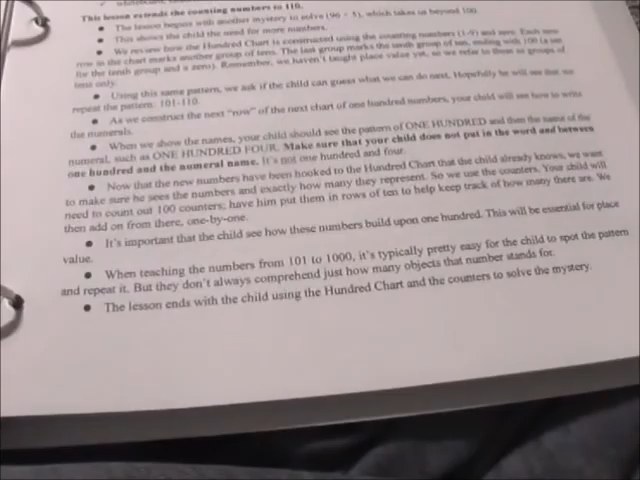 This lesson extends the counting numbers to 110.
● The lesson begins with another mystery to solve (96 + 5), which takes us beyond 100.
● This shows the child the need for more numbers.
● We review how the Hundred Chart is constructed using the counting numbers (1-9) and zero. Each new
row in the chart marks another group of tens. The last group marks the tenth group of ten, ending with 100 (a one
for the tenth group and a zero). Remember, we haven't taught place value yet, so we refer to them as groups of
tens only.
● Using this same pattern, we ask if the child can guess what we can do next. Hopefully he will see that we
repeat the pattern: 101-110.
● As we construct the next "row" of the next chart of one hundred numbers, your child will see how to write
the numerals.
● When we show the names, your child should see the pattern of ONE HUNDRED and then the name of the
numeral, such as ONE HUNDRED FOUR. Make sure that your child does not put in the word and between
one hundred and the numeral name. It's not one hundred and four.
● Now that the new numbers have been hooked to the Hundred Chart that the child already knows, we want
to make sure he sees the numbers and exactly how many they represent. So we use the counters. Your child will
need to count out 100 counters; have him put them in rows of ten to help keep track of how many there are. We
then add on from there, one-by-one.
● It's important that the child see how these numbers build upon one hundred. This will be essential for place
value.
● When teaching the numbers from 101 to 1000, it's typically pretty easy for the child to spot the pattern
and repeat it. But they don't always comprehend just how many objects that number stands for.
● The lesson ends with the child using the Hundred Chart and the counters to solve the mystery.